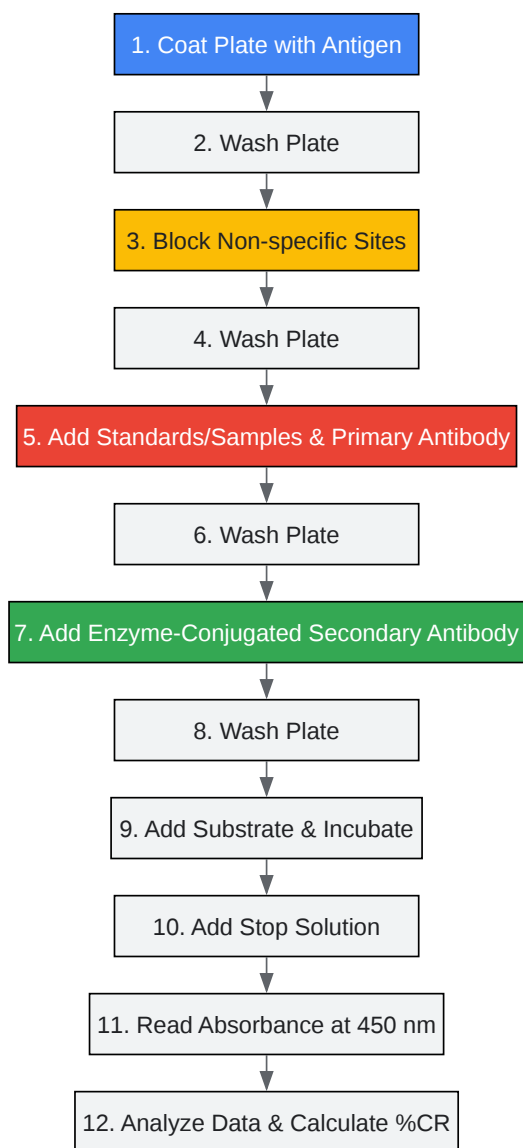 1. Coat Plate with Antigen
2. Wash Plate
3. Block Non-specific Sites
4. Wash Plate
5. Add Standards/Samples & Primary Antibody
6. Wash Plate
7. Add Enzyme-Conjugated Secondary Antibody
8. Wash Plate
9. Add Substrate & Incubate
10. Add Stop Solution
11. Read Absorbance at 450 nm
12. Analyze Data & Calculate %CR